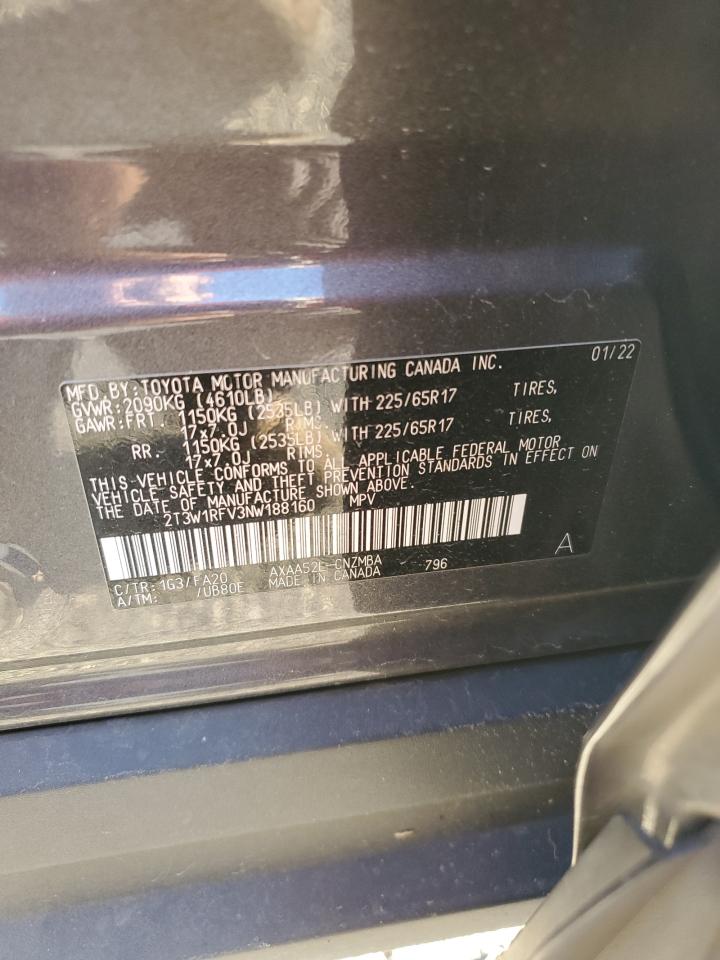 MFD. BY: TOYOTA MOTOR MANUFACTURING CANADA INC. 01/22
GVWR: 2090KG (4610LB)
GAWR: FRT. 1150KG (2535LB) WITH 225/65R17 TIRES,
17x7.0J RIMS.
RR. 1150KG (2535LB) WITH 225/65R17 TIRES,
17x7.0J RIMS.
THIS VEHICLE CONFORMS TO ALL APPLICABLE FEDERAL MOTOR
VEHICLE SAFETY AND THEFT PREVENTION STANDARDS IN EFFECT ON
THE DATE OF MANUFACTURE SHOWN ABOVE.
2T3W1RFV3NW188160 MPV
C/TR: 1G3/FA20 AXAA52L-CNZMBA 796 A
A/TM: /UB80E MADE IN CANADA